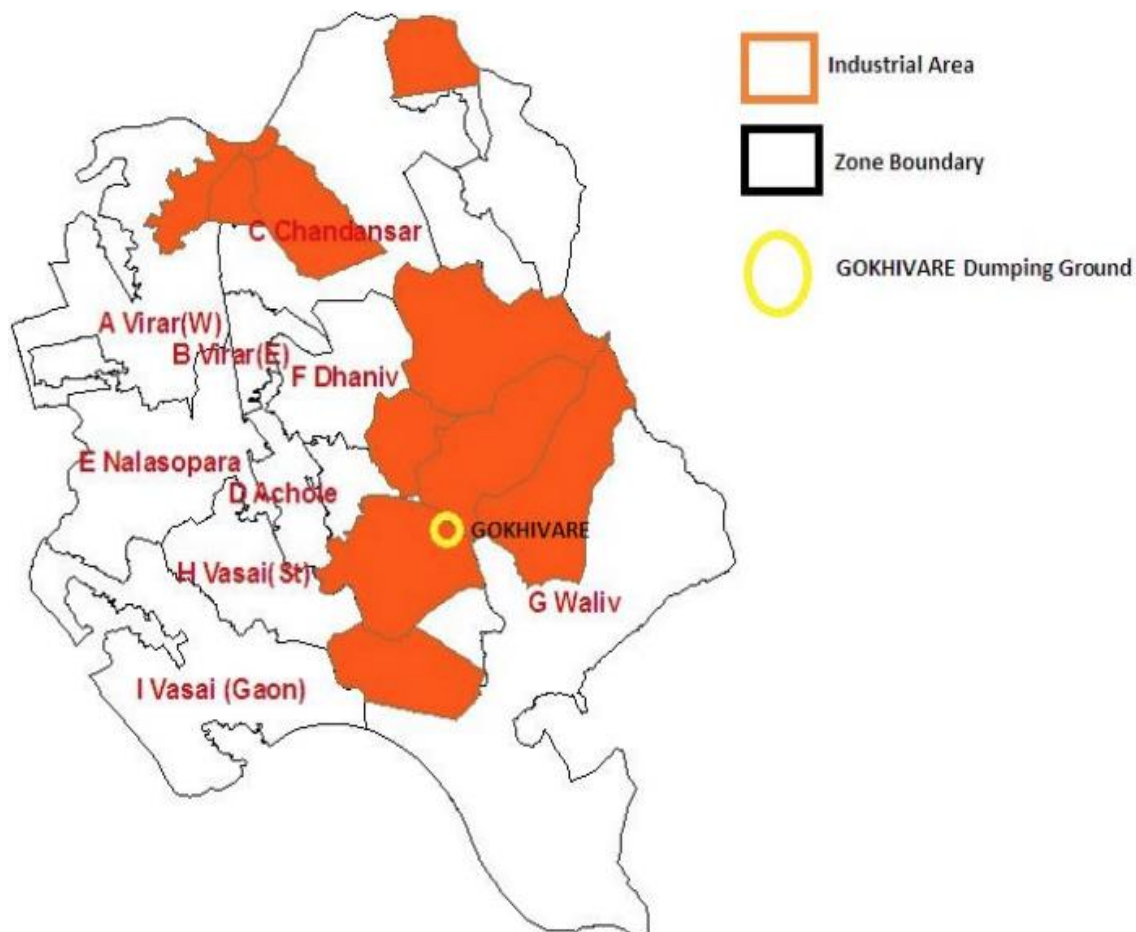 Industrial Area
Zone Boundary
C Chandansar
GOKHIVARE Dumping Ground
A Virar(W)
B Virar(E)
F Dhaniv
E Nalasopara
D Achole
GOKHIVARE
H Vasai(St)
G Waliv
I Vasai (Gaon)